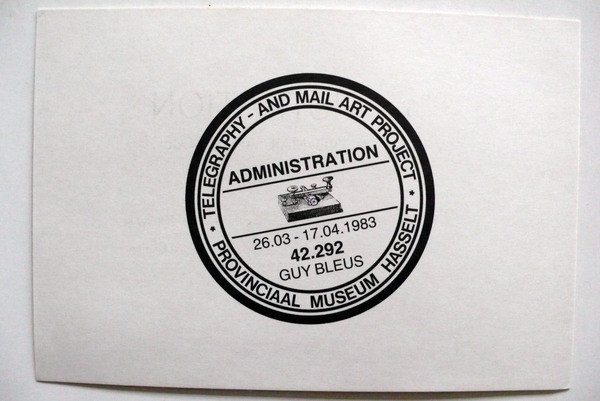 TELEGRAPHY - AND MAIL ART PROJECT
ADMINISTRATION
26.03 - 17.04.1983
42.292
GUY BLEUS
PROVINCIAAL MUSEUM HASSELT